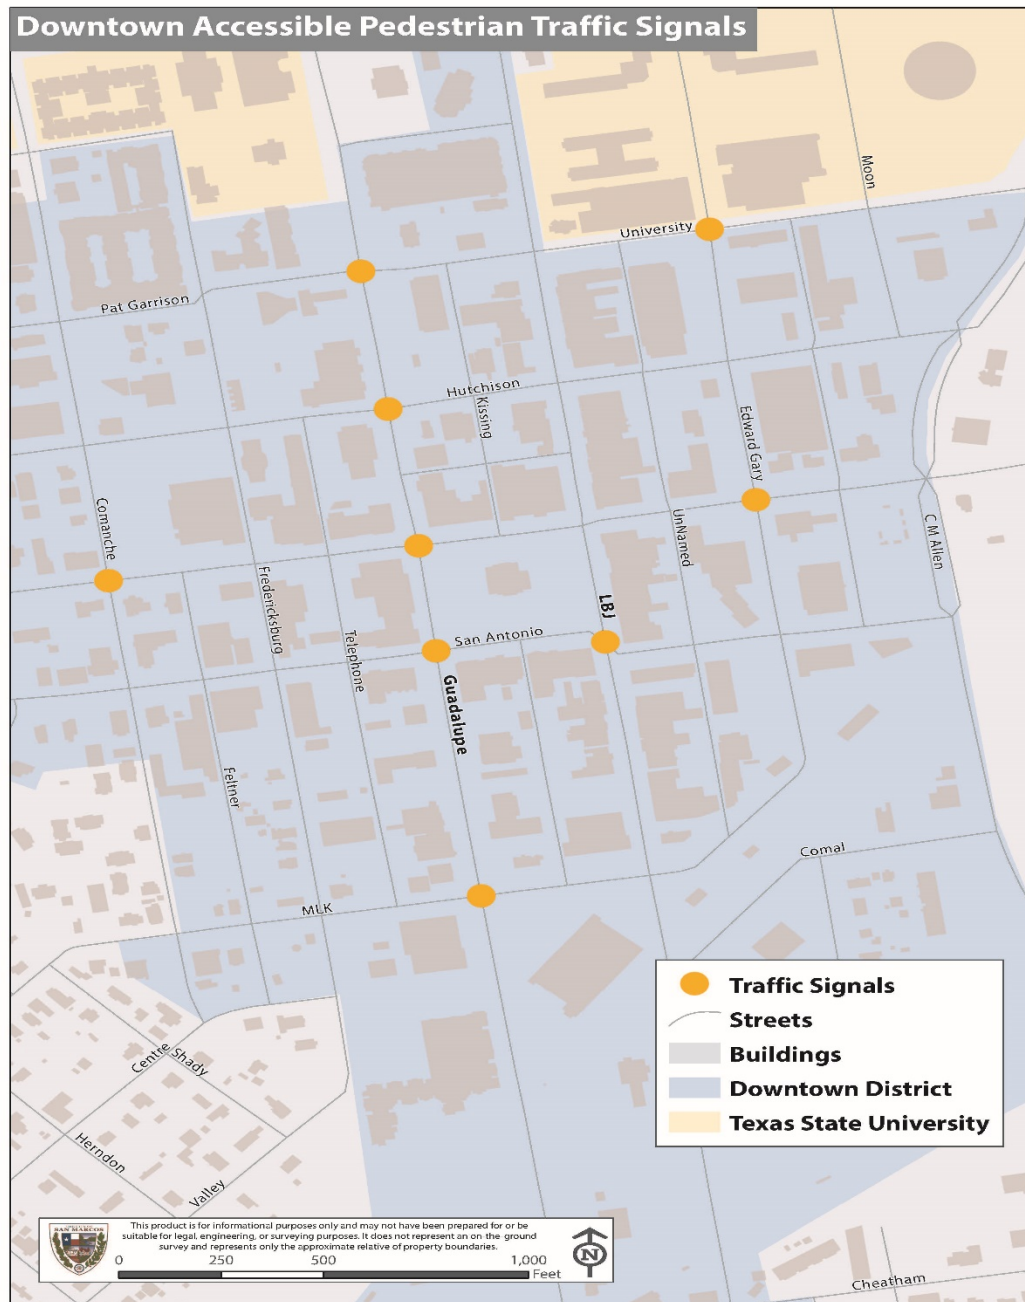 Downtown Accessible Pedestrian Traffic Signals
Moon
University
Pat Garrison
Hutchison
Kissing
Edward Gary
Comanche
UnNamed
C M Allen
Fredericksburg
LBJ
San Antonio
Telephone
Guadalupe
Feltner
Comal
MLK
Traffic Signals
Streets
Buildings
Downtown District
Texas State University
Centre
Shady
Herndon
Valley
SAN MARCOS
This product is for informational purposes only and may not have been prepared for or be
suitable for legal, engineering, or surveying purposes. It does not represent an on-the-ground
survey and represents only the approximate relative of property boundaries.
0 250 500 1,000
Feet
N
Cheatham